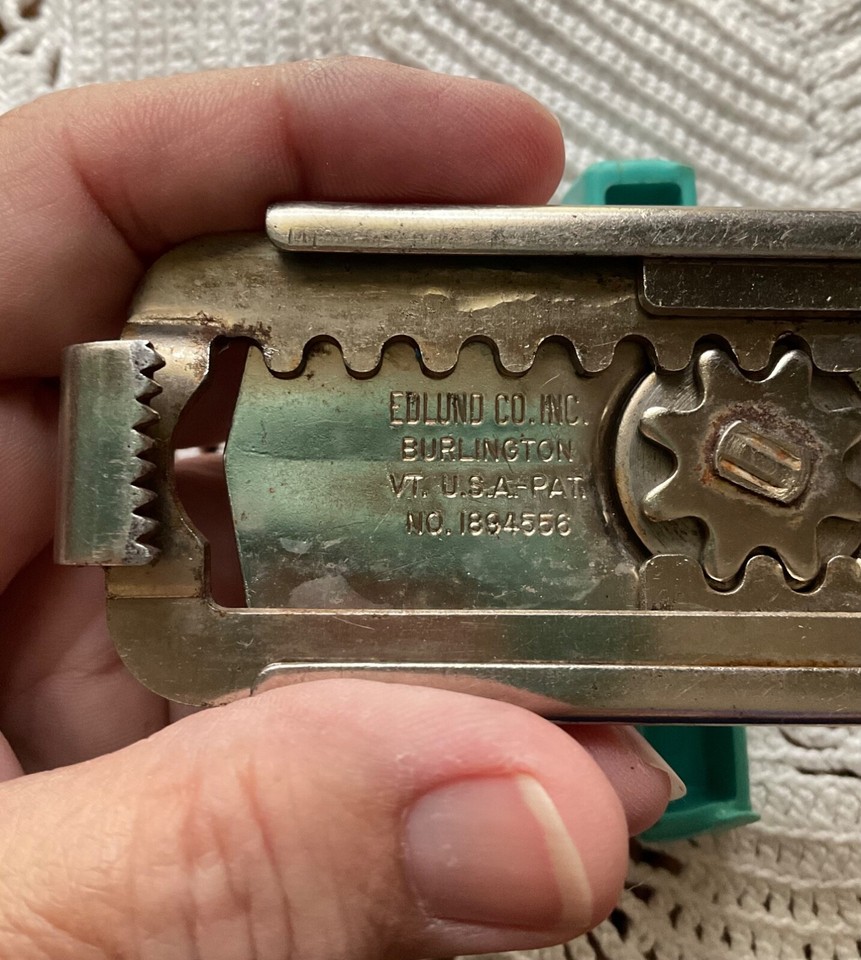 EDLUND CO. INC.
BURLINGTON
VT. U.S.A.-PAT.
NO. 1894556